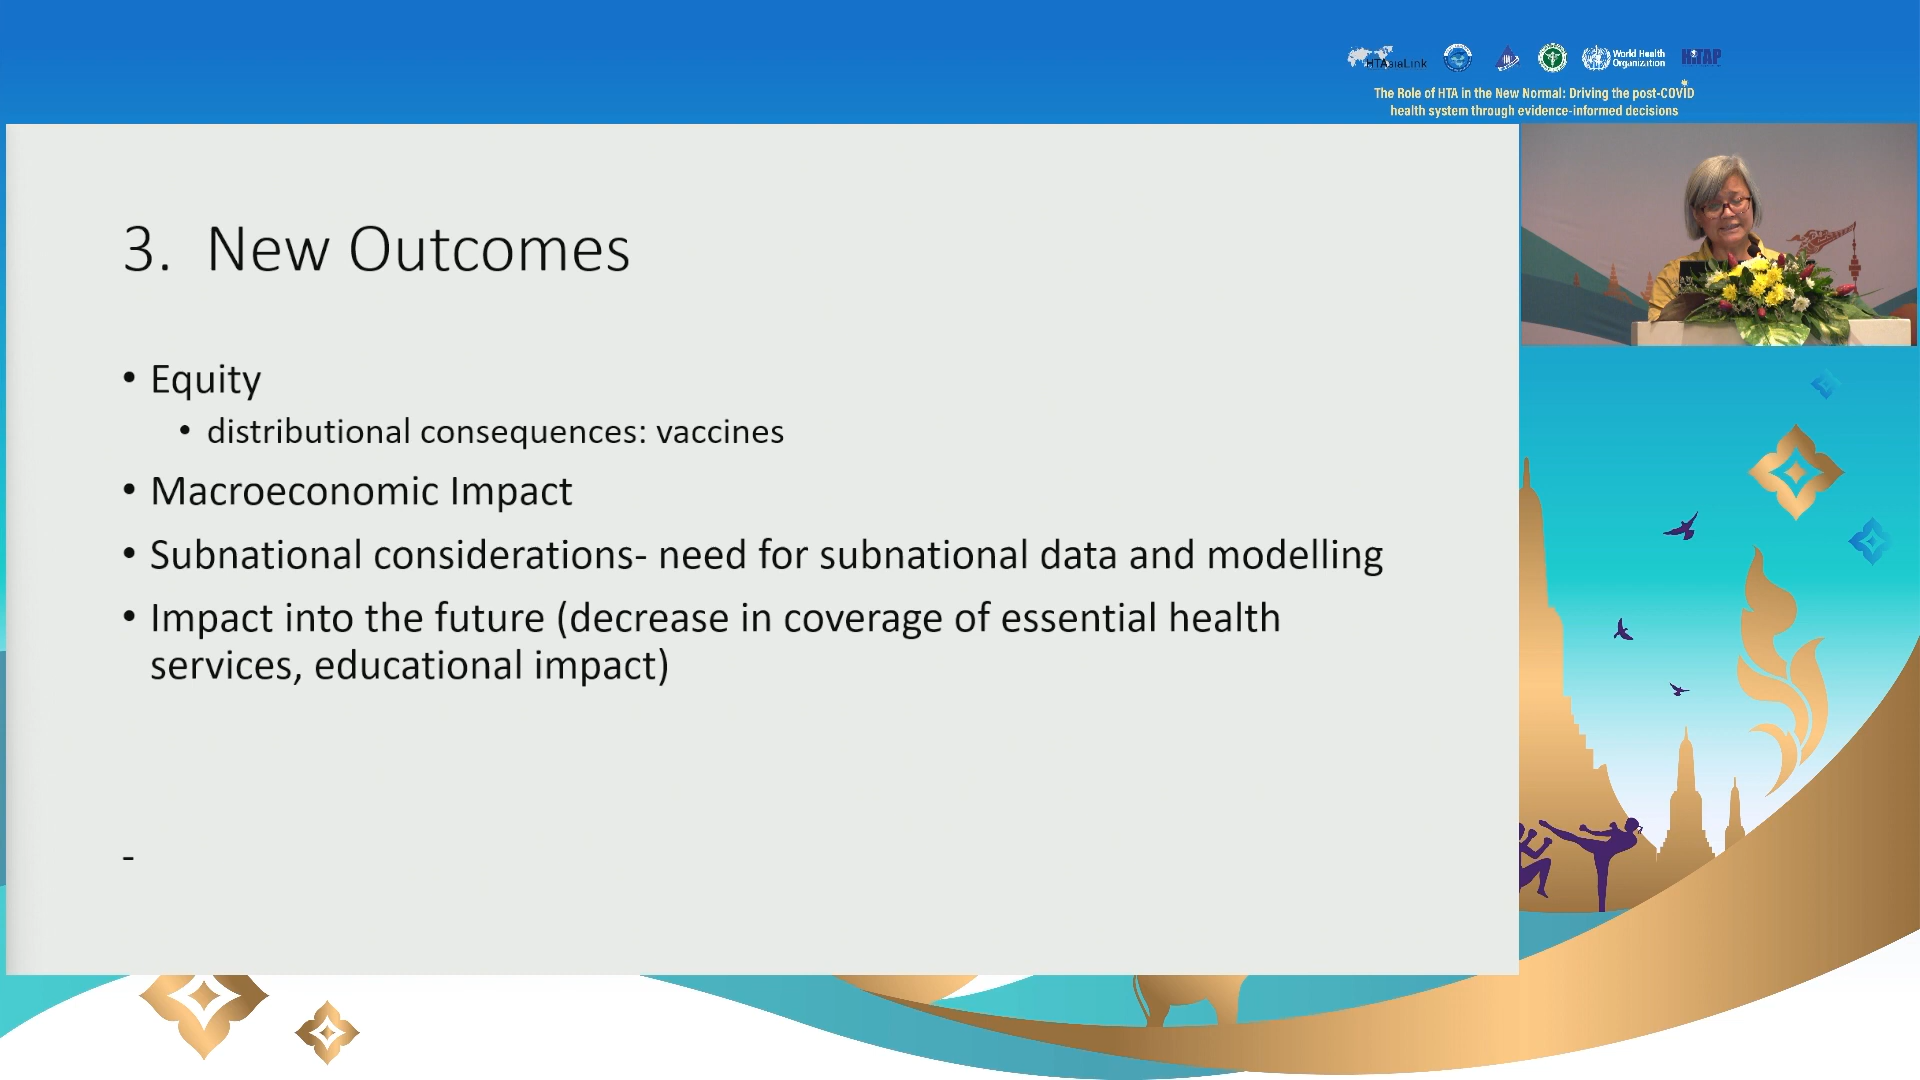 HTAsiaLink
World Health
Organization
HITAP
The Role of HTA in the New Normal: Driving the post-COVID
health system through evidence-informed decisions
3. New Outcomes
• Equity
• distributional consequences: vaccines
• Macroeconomic Impact
• Subnational considerations- need for subnational data and modelling
• Impact into the future (decrease in coverage of essential health
services, educational impact)
-